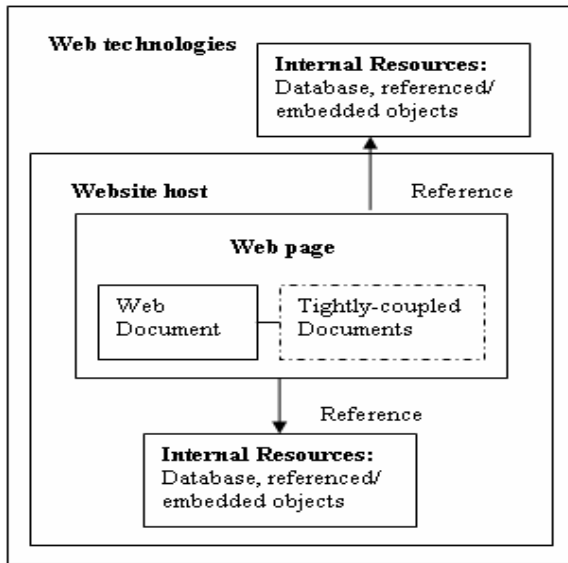 Web technologies
Internal Resources:
Database, referenced/
embedded objects
Website host
Reference
Web page
Web
Document
Tightly-coupled
Documents
Reference
Internal Resources:
Database, referenced/
embedded objects